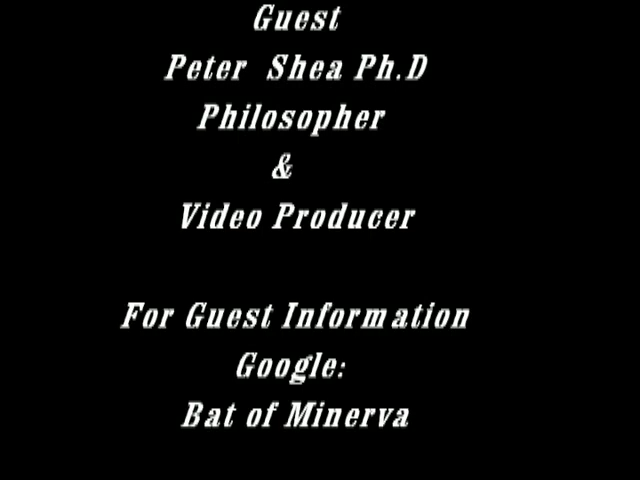 Guest
Peter Shea Ph.D
Philosopher
&
Video Producer
For Guest Information
Google:
Bat of Minerva